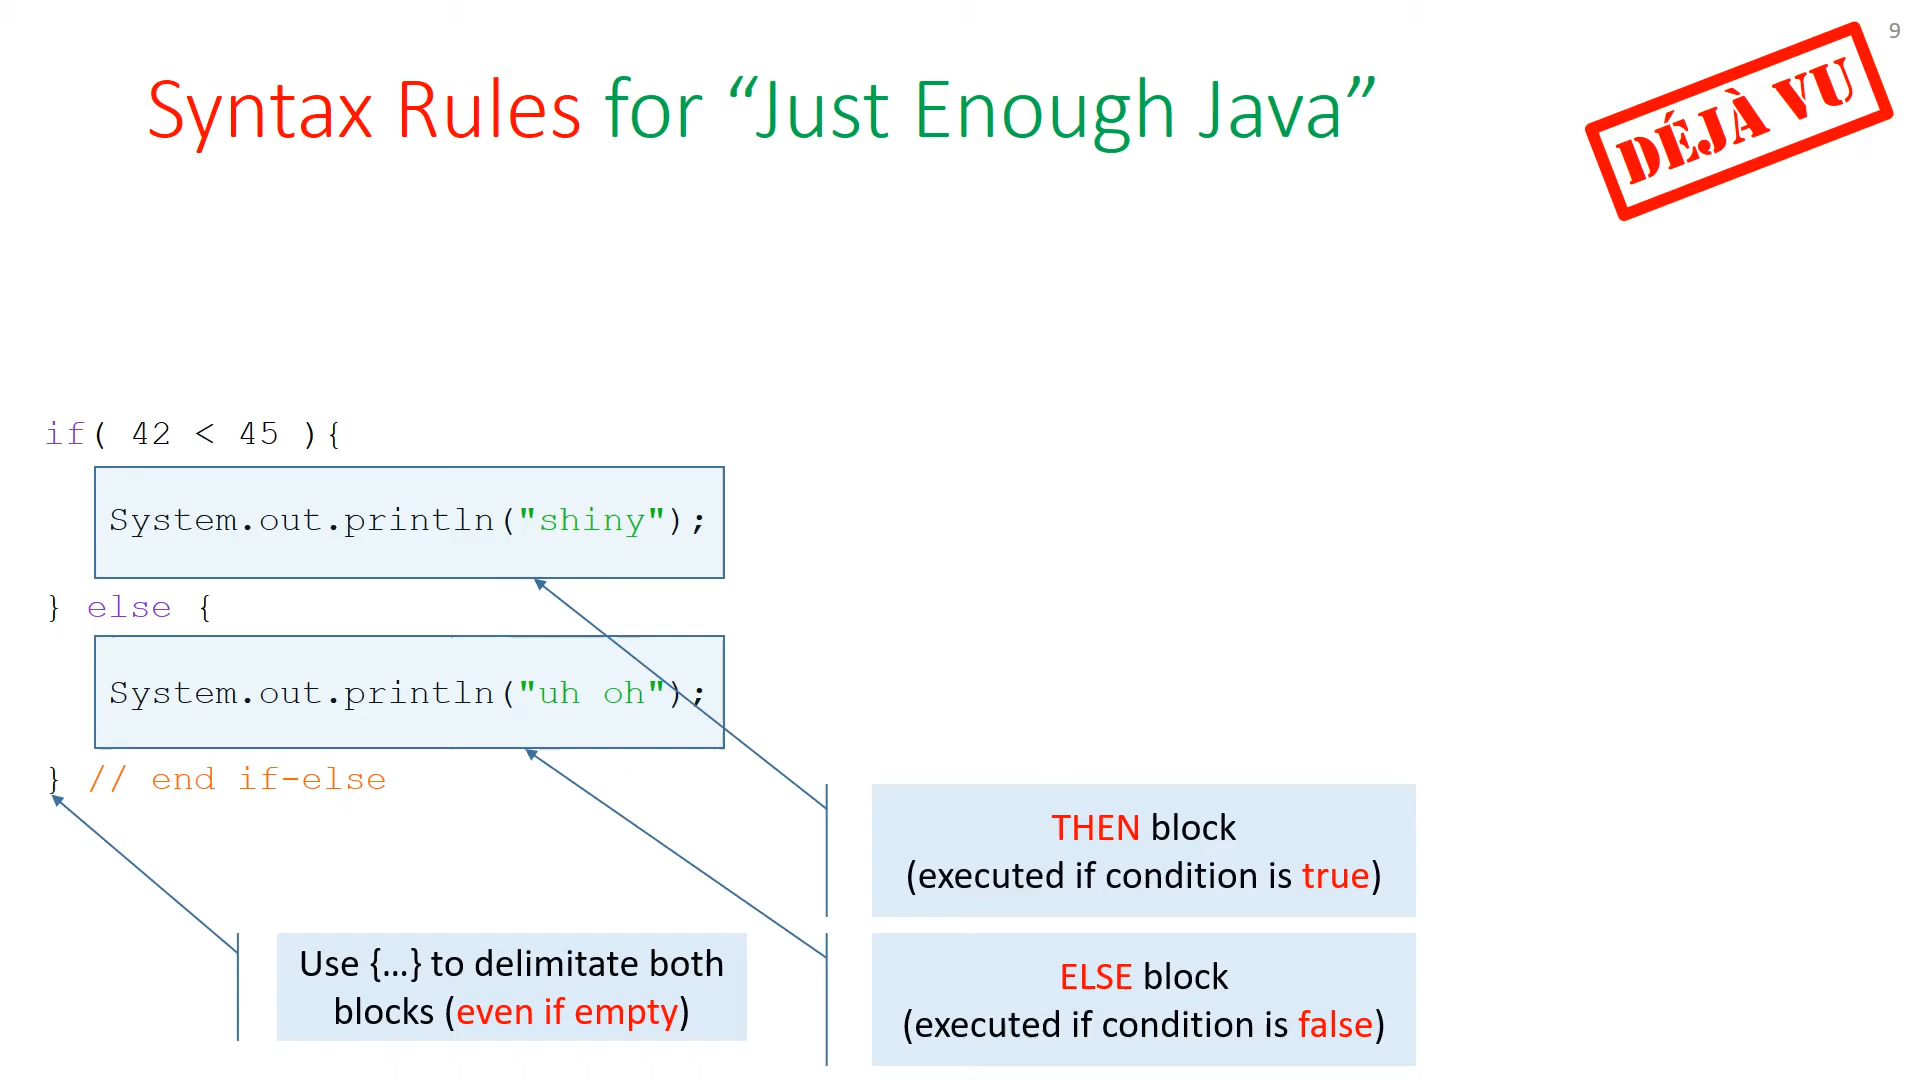 9
Syntax Rules for “Just Enough Java”
DÉJÀ VU
if( 42 < 45 ){
System.out.println("shiny");
} else {
System.out.println("uh oh");
} // end if-else
THEN block
(executed if condition is true)
Use {…} to delimitate both
blocks (even if empty)
ELSE block
(executed if condition is false)